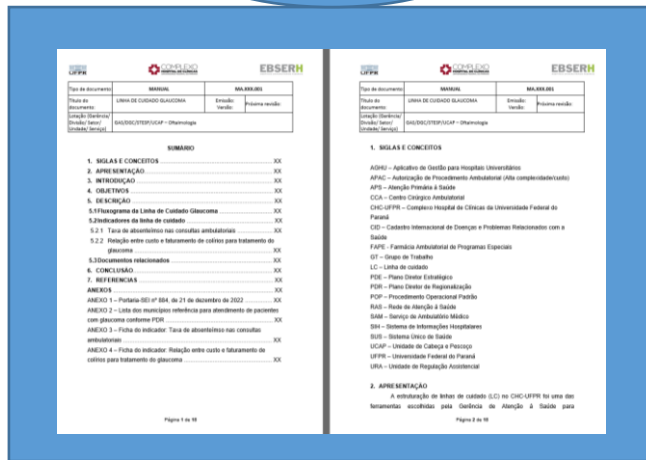 UFPR
COMPLEXO
HOSPITAL DE CLÍNICAS
EBSERH
Tipo de documento: MANUAL MA.XXX.001
Título do documento: LINHA DE CUIDADO GLAUCOMA Emissão: Próxima revisão:
Versão:
Lotação (Gerência/
Divisão/ Setor/
Unidade/ Serviço) GAS/DGC/STESP/UCAP – Oftalmologia
SUMÁRIO
1. SIGLAS E CONCEITOS ... XX
2. APRESENTAÇÃO ... XX
3. INTRODUÇÃO ... XX
4. OBJETIVOS ... XX
5. DESCRIÇÃO ... XX
5.1Fluxograma da Linha de Cuidado Glaucoma ... XX
5.2Indicadores da linha de cuidado ... XX
5.2.1 Taxa de absenteísmo nas consultas ambulatoriais ... XX
5.2.2 Relação entre custo e faturamento de colírios para tratamento do
glaucoma ... XX
5.3Documentos relacionados ... XX
6. CONCLUSÃO ... XX
7. REFERENCIAS ... XX
ANEXOS ... XX
ANEXO 1 – Portaria-SEI nº 884, de 21 de dezembro de 2022 ... XX
ANEXO 2 – Lista dos municípios referência para atendimento de pacientes
com glaucoma conforme PDR ... XX
ANEXO 3 – Ficha do indicador: Taxa de absenteísmo nas consultas
ambulatoriais ... XX
ANEXO 4 – Ficha do indicador: Relação entre custo e faturamento de
colírios para tratamento do glaucoma ... XX
Página 1 de 18
UFPR
COMPLEXO
HOSPITAL DE CLÍNICAS
EBSERH
Tipo de documento: MANUAL MA.XXX.001
Título do documento: LINHA DE CUIDADO GLAUCOMA Emissão: Próxima revisão:
Versão:
Lotação (Gerência/
Divisão/ Setor/
Unidade/ Serviço) GAS/DGC/STESP/UCAP – Oftalmologia
1. SIGLAS E CONCEITOS
AGHU – Aplicativo de Gestão para Hospitais Universitários
APAC – Autorização de Procedimento Ambulatorial (Alta complexidade/custo)
APS – Atenção Primária à Saúde
CCA – Centro Cirúrgico Ambulatorial
CHC-UFPR – Complexo Hospital de Clínicas da Universidade Federal do
Paraná
CID – Cadastro Internacional de Doenças e Problemas Relacionados com a
Saúde
FAPE - Farmácia Ambulatorial de Programas Especiais
GT – Grupo de Trabalho
LC – Linha de cuidado
PDE – Plano Diretor Estratégico
PDR – Plano Diretor de Regionalização
POP – Procedimento Operacional Padrão
RAS – Rede de Atenção à Saúde
SAM – Serviço de Ambulatório Médico
SIH – Sistema de Informações Hospitalares
SUS – Sistema Único de Saúde
UCAP – Unidade de Cabeça e Pescoço
UFPR – Universidade Federal do Paraná
URA – Unidade de Regulação Assistencial
2. APRESENTAÇÃO
A estruturação de linhas de cuidado (LC) no CHC-UFPR foi uma das
ferramentas escolhidas pela Gerência de Atenção à Saúde para
Página 2 de 18